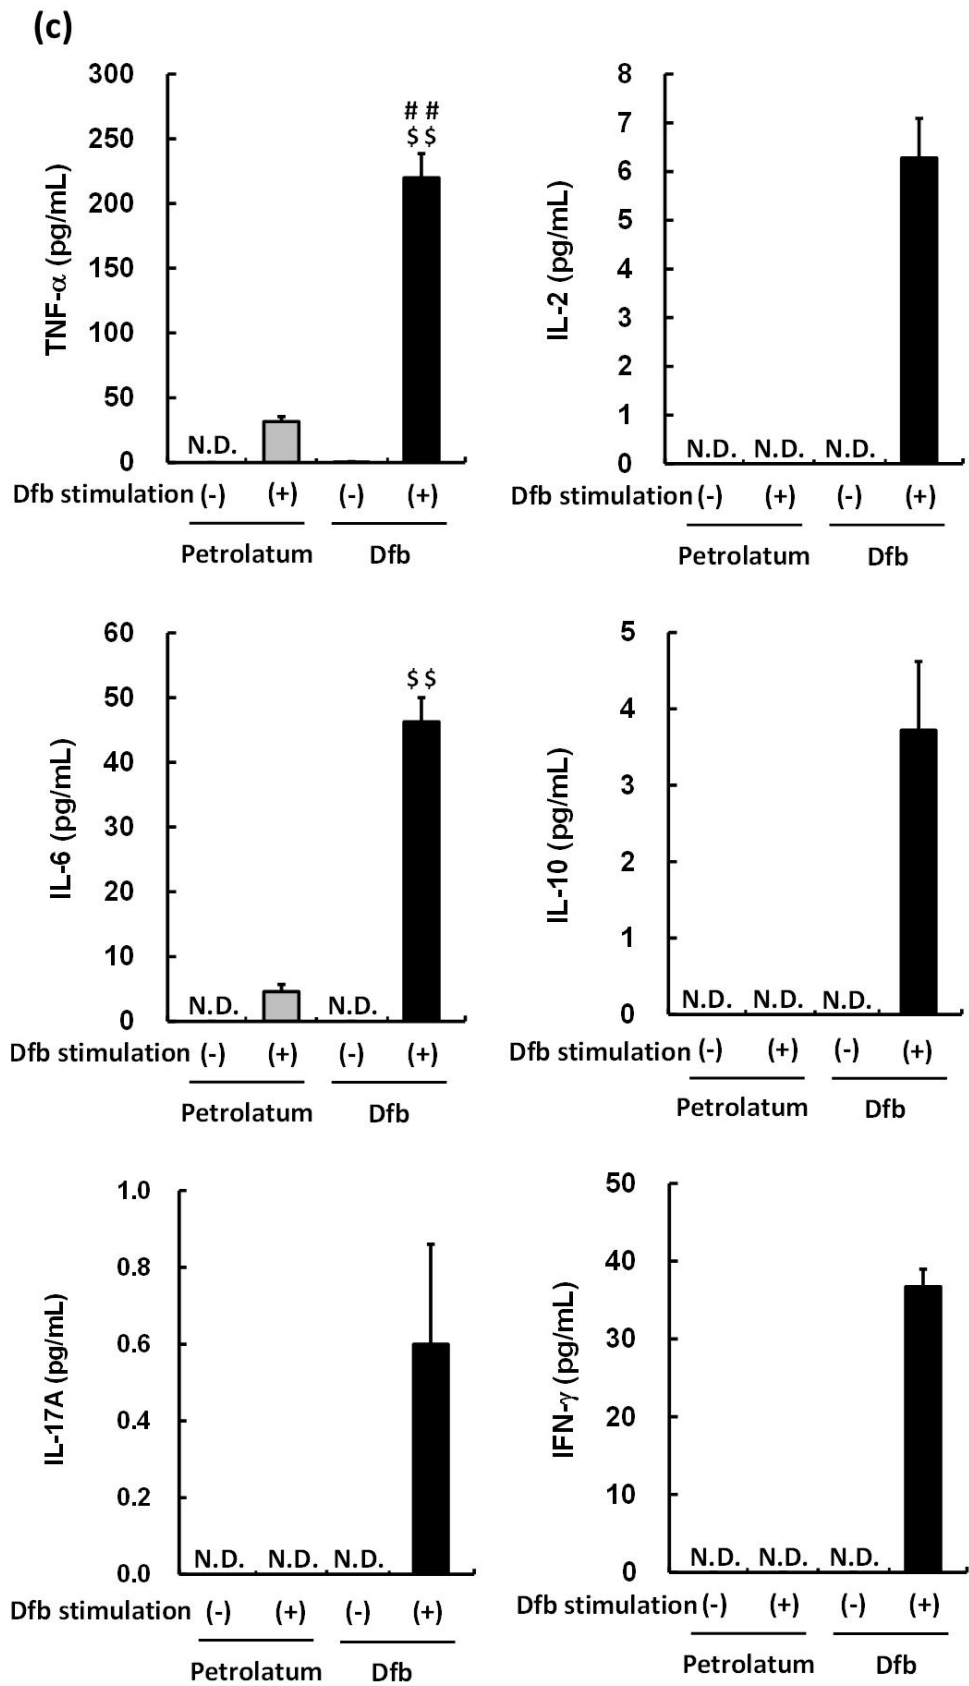 (c)
300
250
200
150
100
50
0
TNF-α (pg/mL)
# #
$ $
N.D.
Dfb stimulation (-) (+) (-) (+)
Petrolatum Dfb
8
7
6
5
4
3
2
1
0
IL-2 (pg/mL)
N.D. N.D. N.D.
Dfb stimulation (-) (+) (-) (+)
Petrolatum Dfb
60
50
40
30
20
10
0
IL-6 (pg/mL)
$ $
N.D. N.D.
Dfb stimulation (-) (+) (-) (+)
Petrolatum Dfb
5
4
3
2
1
0
IL-10 (pg/mL)
N.D. N.D. N.D.
Dfb stimulation (-) (+) (-) (+)
Petrolatum Dfb
1.0
0.8
0.6
0.4
0.2
0.0
IL-17A (pg/mL)
N.D. N.D. N.D.
Dfb stimulation (-) (+) (-) (+)
Petrolatum Dfb
50
40
30
20
10
0
IFN-γ (pg/mL)
N.D. N.D. N.D.
Dfb stimulation (-) (+) (-) (+)
Petrolatum Dfb